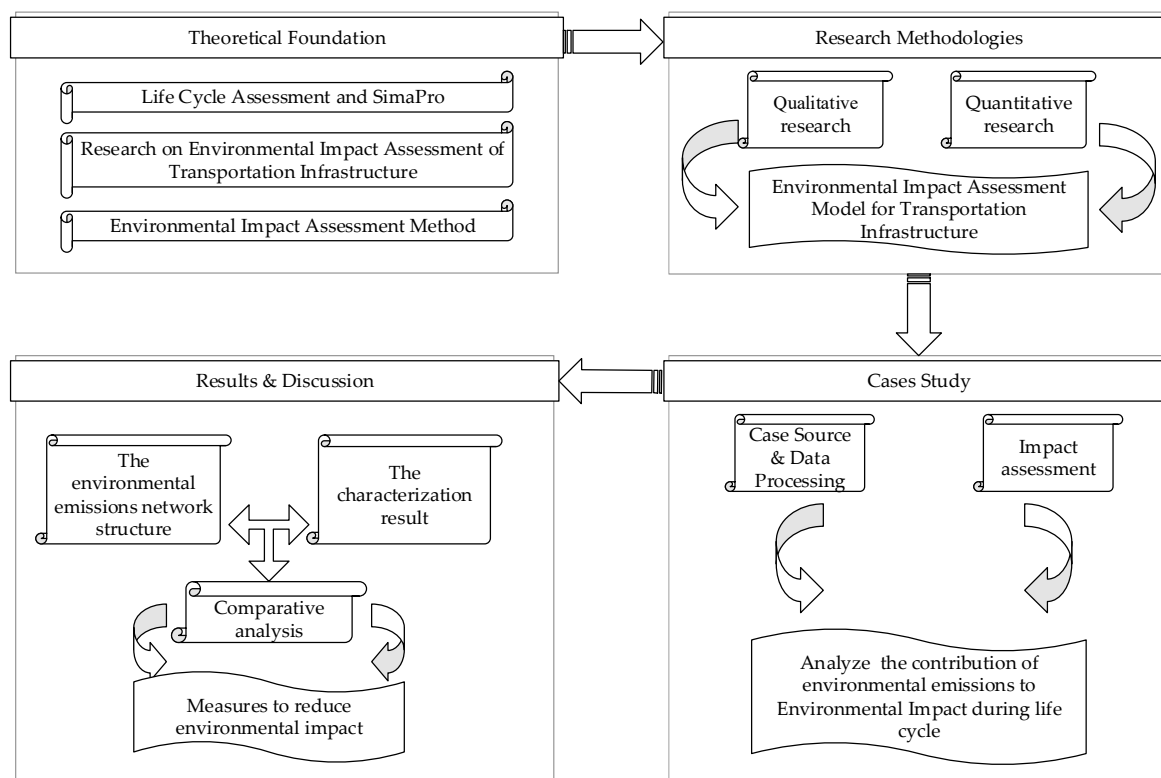 Theoretical Foundation
Life Cycle Assessment and SimaPro
Research on Environmental Impact Assessment of
Transportation Infrastructure
Environmental Impact Assessment Method
Research Methodologies
Qualitative
research
Quantitative
research
Environmental Impact Assessment
Model for Transportation
Infrastructure
Cases Study
Case Source
& Data
Processing
Impact
assessment
Analyze the contribution of
environmental emissions to
Environmental Impact during life
cycle
Results & Discussion
The
environmental
emissions network
structure
The
characterization
result
Comparative
analysis
Measures to reduce
environmental impact